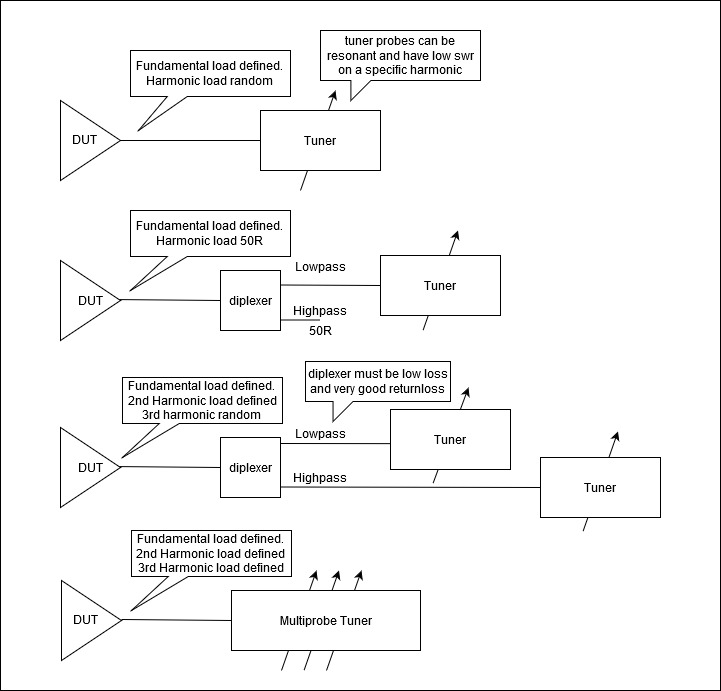 tuner probes can be
resonant and have low swr
on a specific harmonic
Fundamental load defined.
Harmonic load random
DUT
Tuner
Fundamental load defined.
Harmonic load 50R
DUT
diplexer
Lowpass
Highpass
50R
Tuner
diplexer must be low loss
and very good returnloss
Fundamental load defined.
2nd Harmonic load defined
3rd harmonic random
DUT
diplexer
Lowpass
Highpass
Tuner
Tuner
Fundamental load defined.
2nd Harmonic load defined
3rd Harmonic load defined
DUT
Multiprobe Tuner